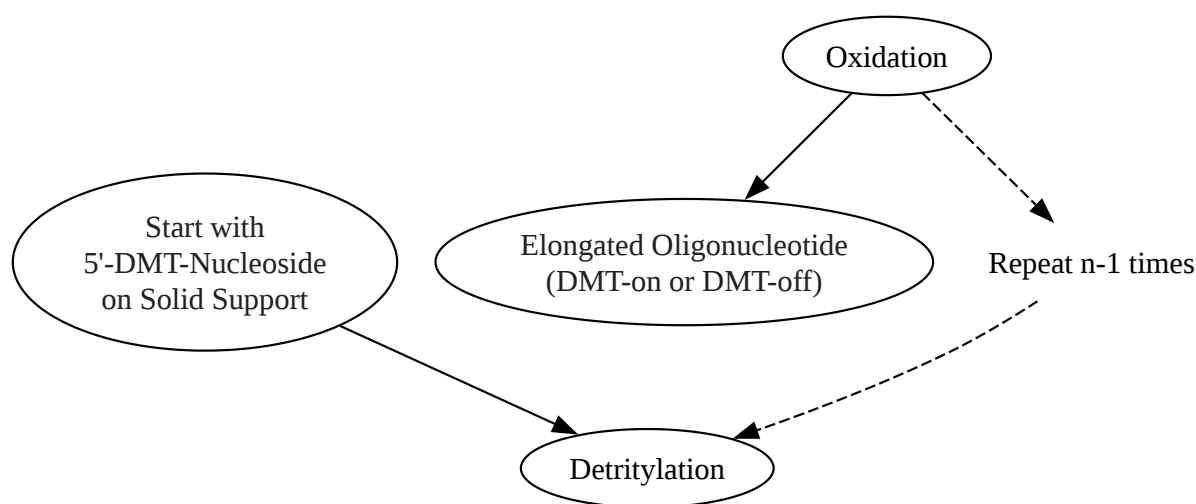 Oxidation
Start with
5'-DMT-Nucleoside
on Solid Support
Elongated Oligonucleotide
(DMT-on or DMT-off)
Repeat n-1 times
Detritylation